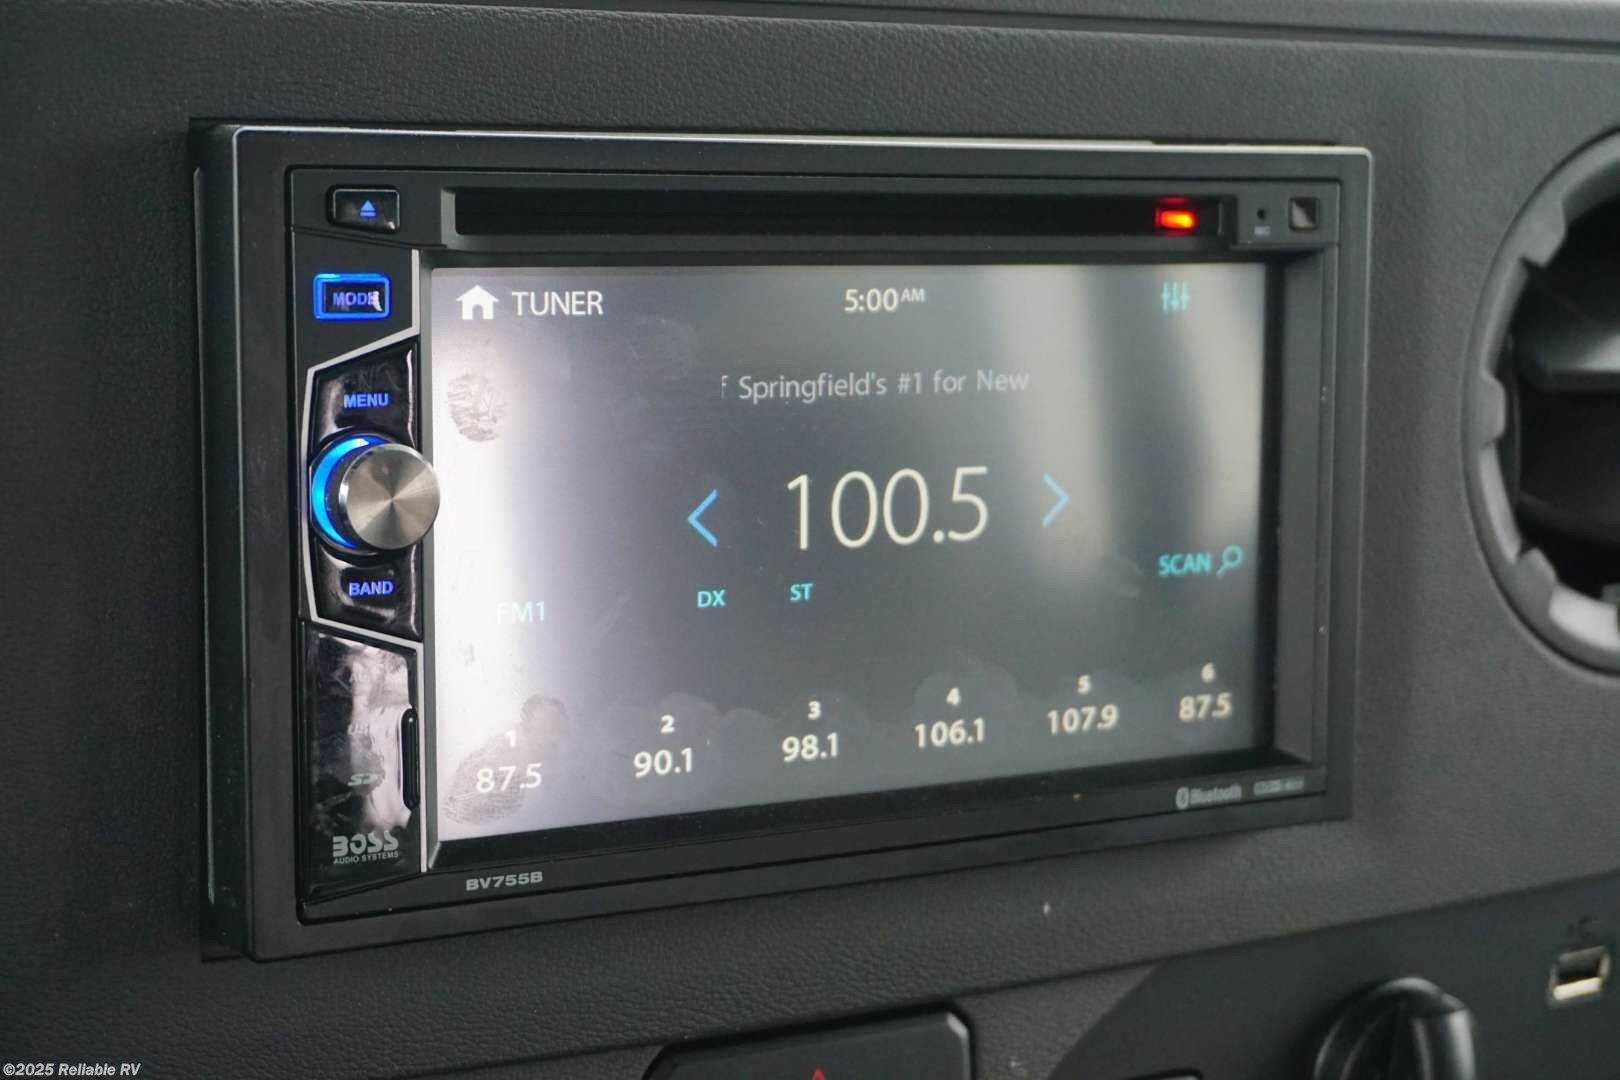 MODE
TUNER
5:00 AM
f Springfield's #1 for New
MENU
100.5
SCAN
BAND
FM1
DX
ST
1
2
3
4
5
6
87.5
90.1
98.1
106.1
107.9
87.5
USB
SD
BOSS
AUDIO SYSTEMS
BV755B
Bluetooth
©2025 Reliable RV